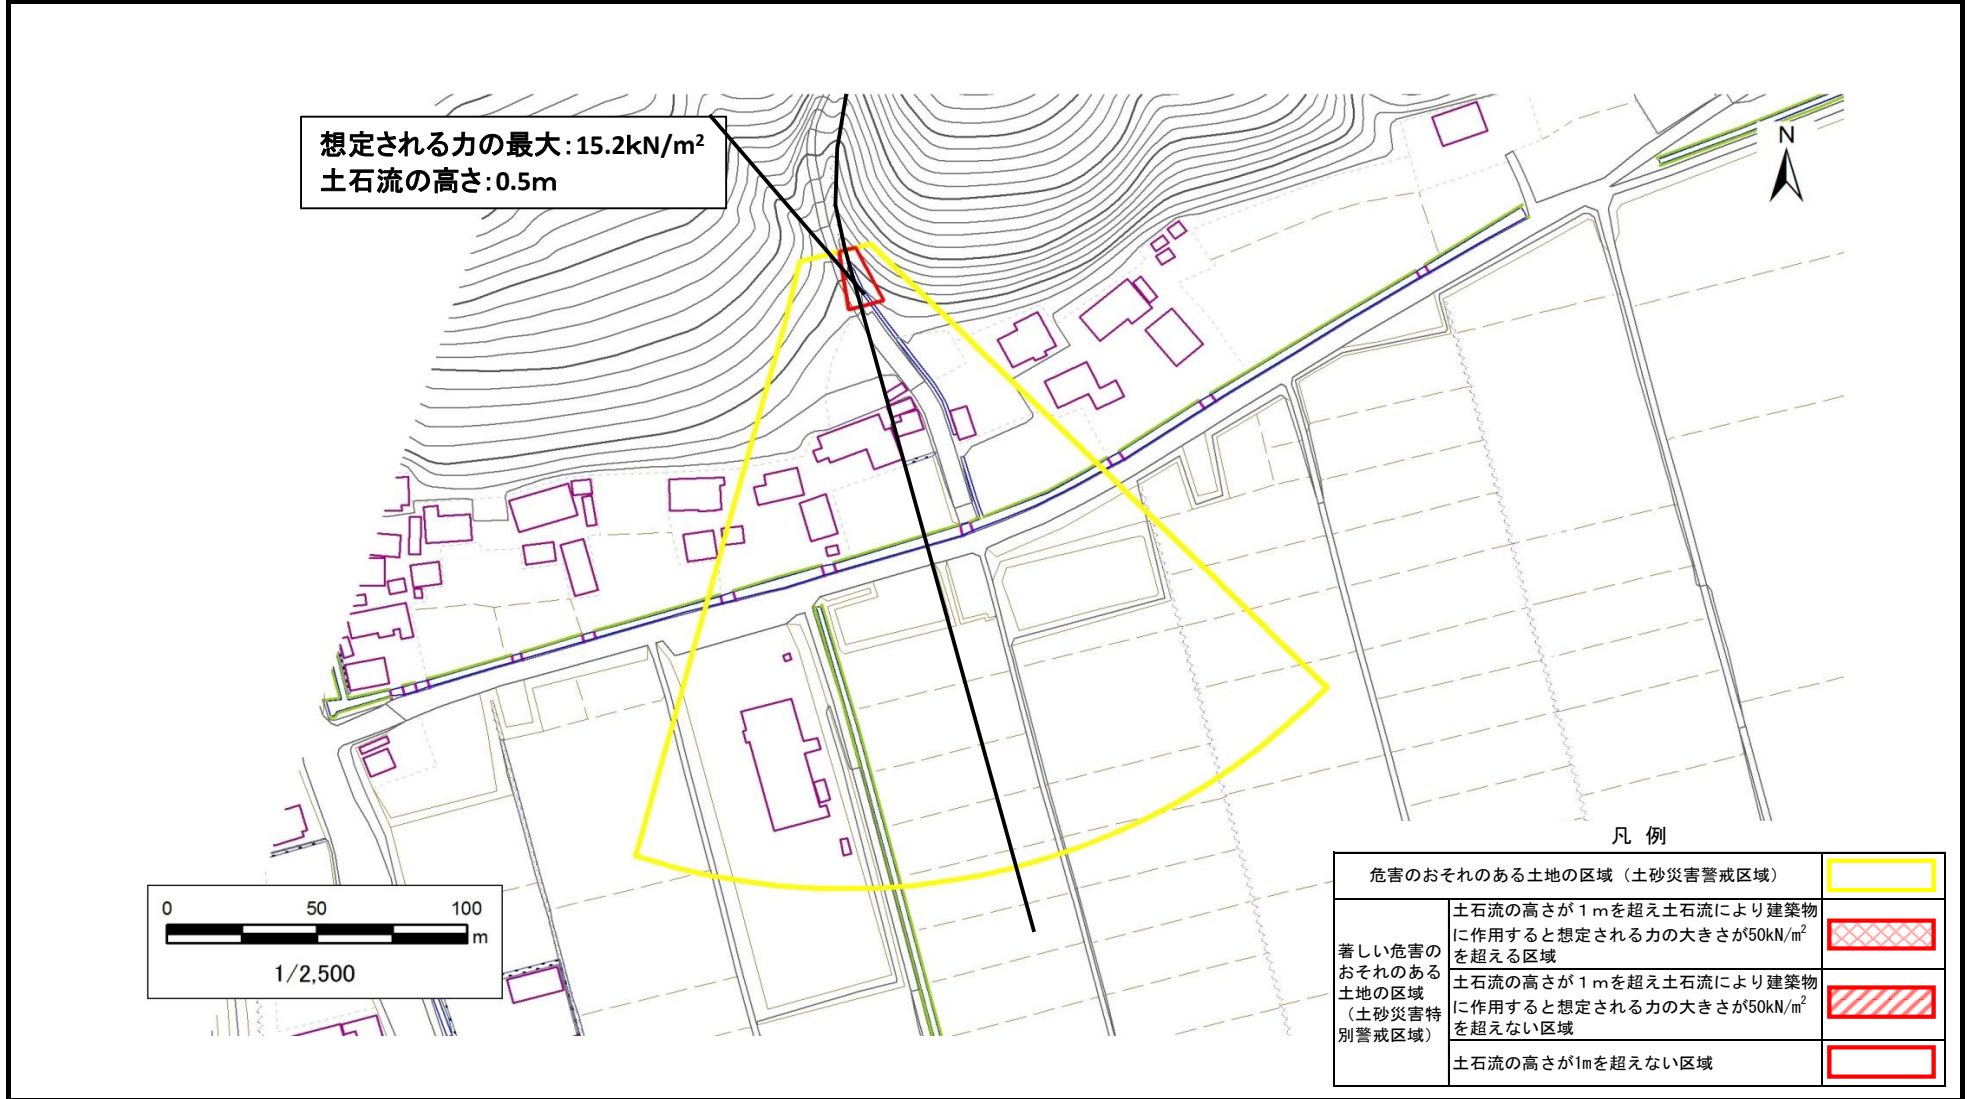 想定される力の最大:15.2kN/m²
土石流の高さ:0.5m
N
0 50 100
m
1/2,500
凡 例
危害のおそれのある土地の区域（土砂災害警戒区域）
著しい危害の
おそれのある
土地の区域
（土砂災害特
別警戒区域）
土石流の高さが１ｍを超え土石流により建築物
に作用すると想定される力の大きさが50kN/m²
を超える区域
土石流の高さが１ｍを超え土石流により建築物
に作用すると想定される力の大きさが50kN/m²
を超えない区域
土石流の高さが1mを超えない区域